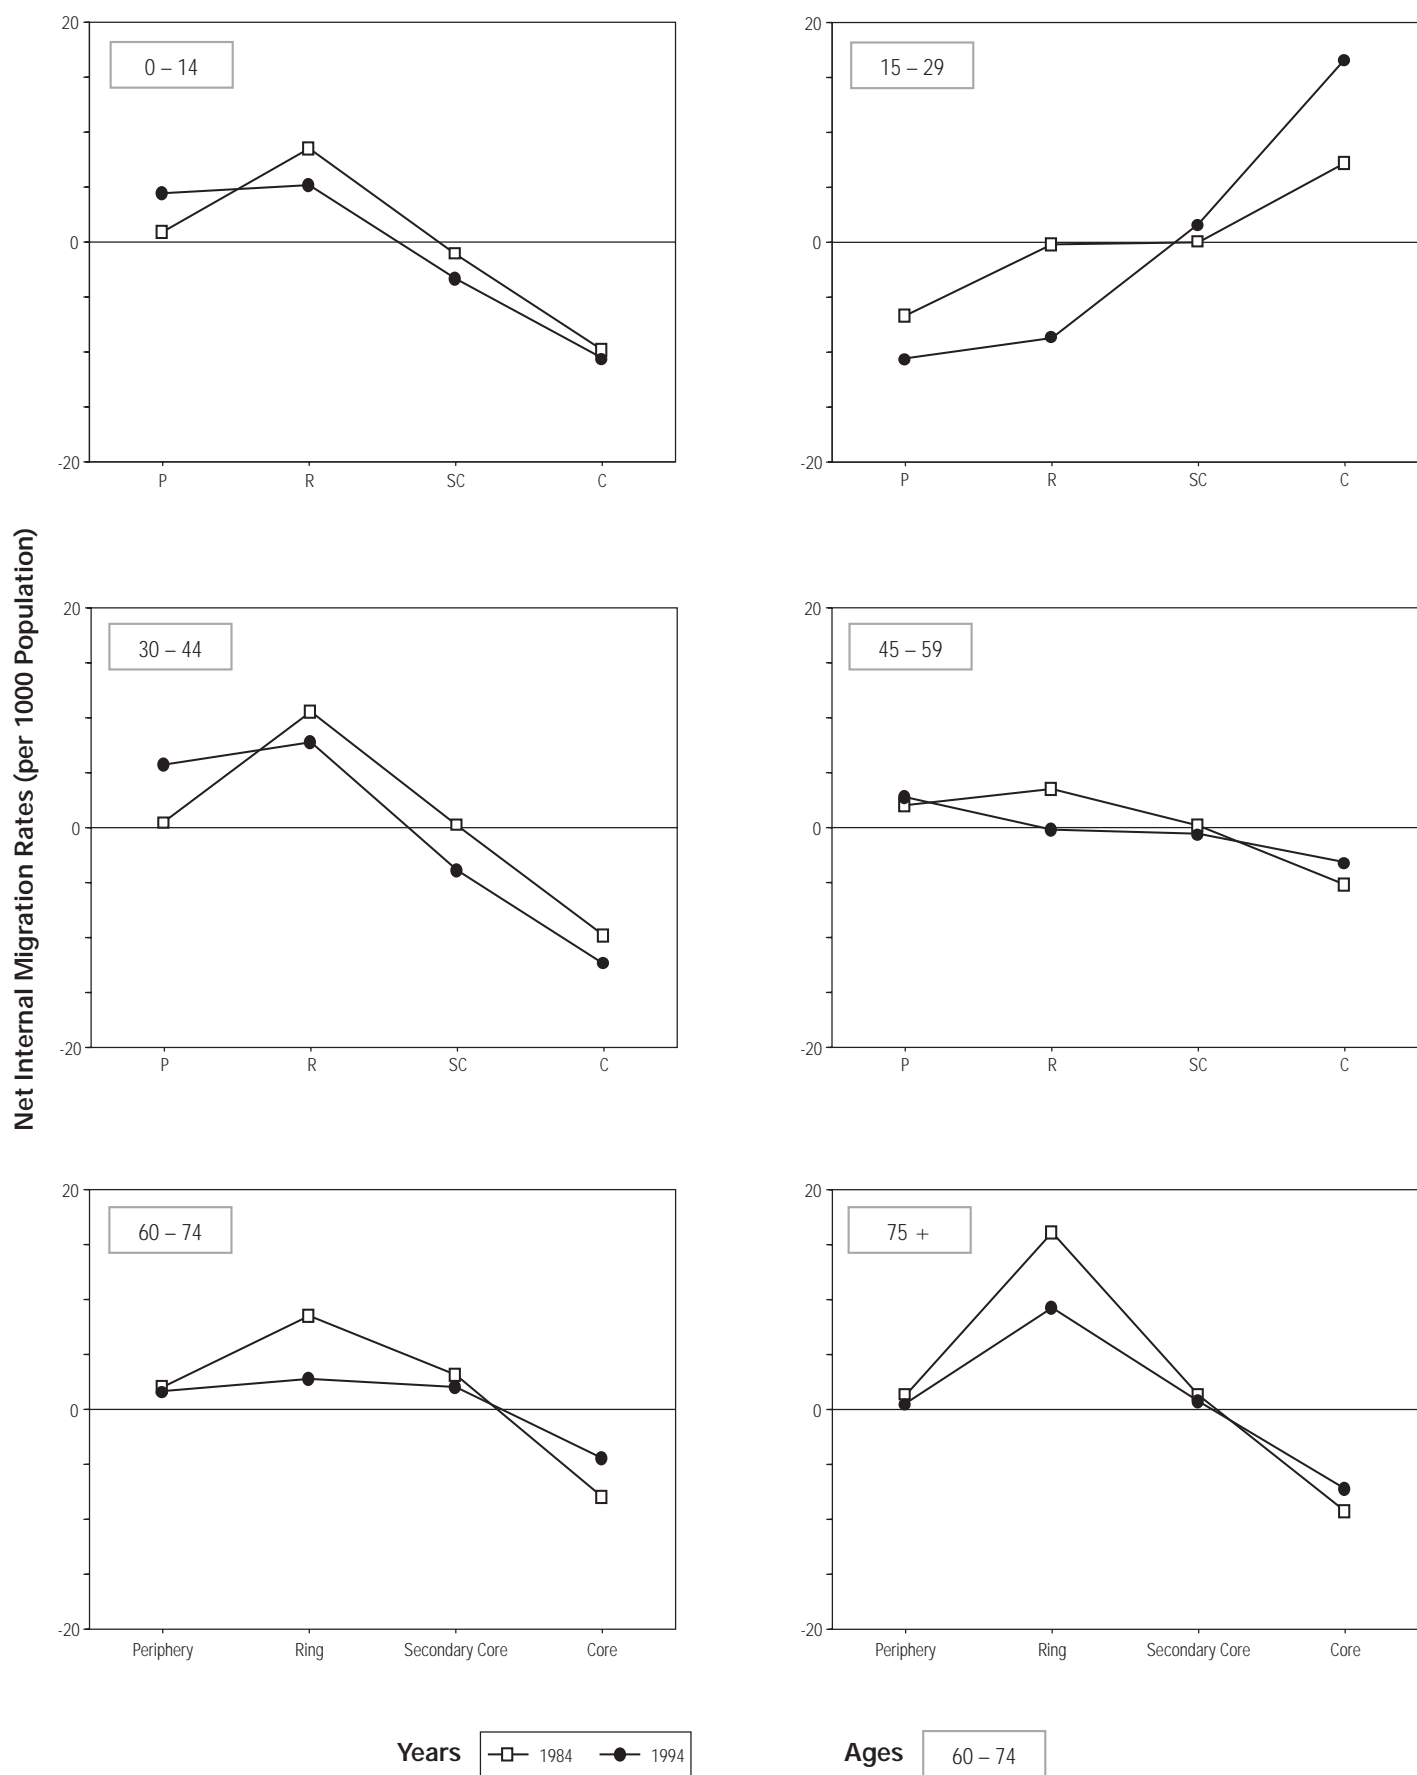 Net Internal Migration Rates (per 1000 Population)
20
0 – 14
0
-20
P R SC C
20
15 – 29
0
-20
P R SC C
20
30 – 44
0
-20
P R SC C
20
45 – 59
0
-20
P R SC C
20
60 – 74
0
-20
Periphery Ring Secondary Core Core
20
75 +
0
-20
Periphery Ring Secondary Core Core
Years 1984 1994
Ages 60 – 74